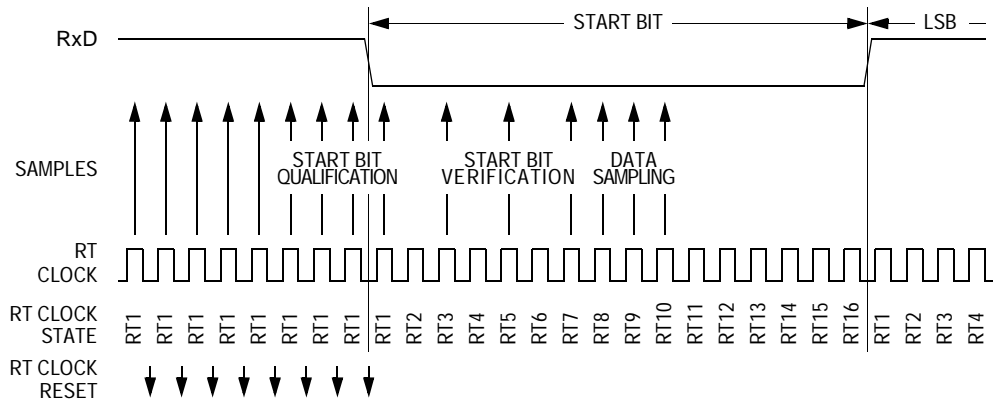 START BIT
LSB
RxD
SAMPLES
START BIT
QUALIFICATION
START BIT
VERIFICATION
DATA
SAMPLING
RT
CLOCK
RT CLOCK
STATE
RT1 RT1 RT1 RT1 RT1 RT1 RT1 RT1 RT1 RT2 RT3 RT4 RT5 RT6 RT7 RT8 RT9 RT10 RT11 RT12 RT13 RT14 RT15 RT16 RT1 RT2 RT3 RT4
RT CLOCK
RESET